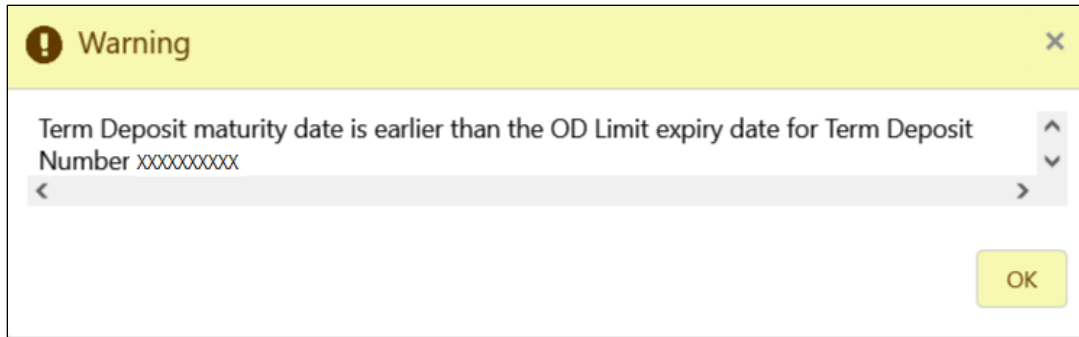 Warning
Term Deposit maturity date is earlier than the OD Limit expiry date for Term Deposit
Number XXXXXXXXXX
OK